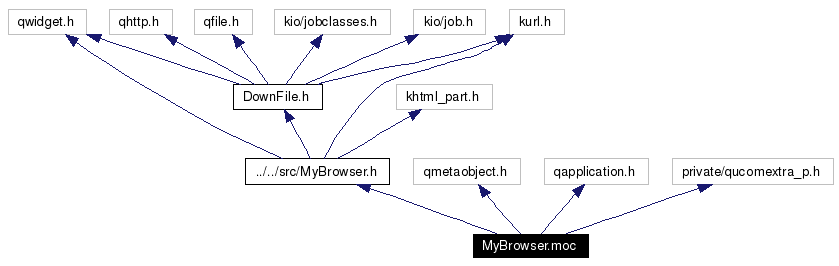 qwidget.h
qhttp.h
qfile.h
kio/jobclasses.h
kio/job.h
kurl.h
DownFile.h
khtml_part.h
../../src/MyBrowser.h
qmetaobject.h
qapplication.h
private/qucomextra_p.h
MyBrowser.moc